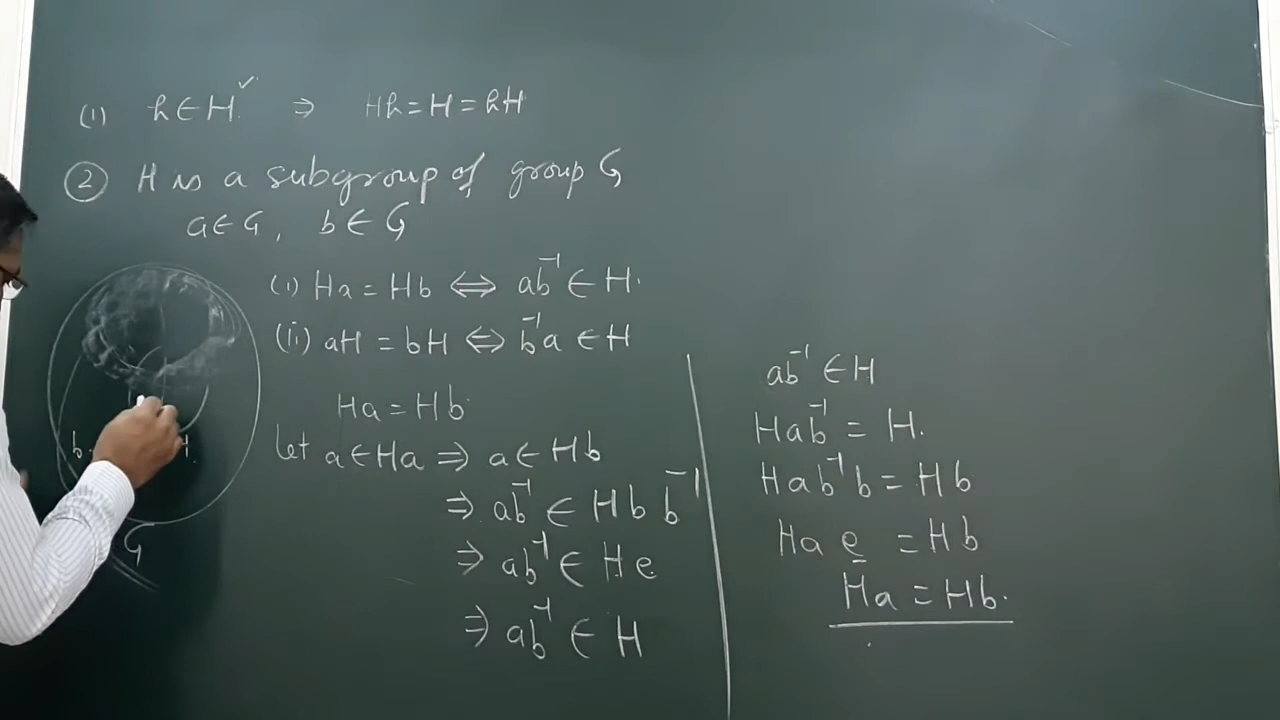 (1) h ∈ H ✓ ⇒ Hh = H = hH
② H is a subgroup of group G
a ∈ G, b ∈ G
(i) Ha = Hb ⇔ ab⁻¹ ∈ H.
(ii) aH = bH ⇔ b⁻¹a ∈ H
Ha = Hb
Let a ∈ Ha ⇒ a ∈ Hb
⇒ ab⁻¹ ∈ Hbb⁻¹
⇒ ab⁻¹ ∈ He
⇒ ab⁻¹ ∈ H
b. H.
G
ab⁻¹ ∈ H
Hab⁻¹ = H.
Hab⁻¹b = Hb
Hae = Hb
Ha = Hb.